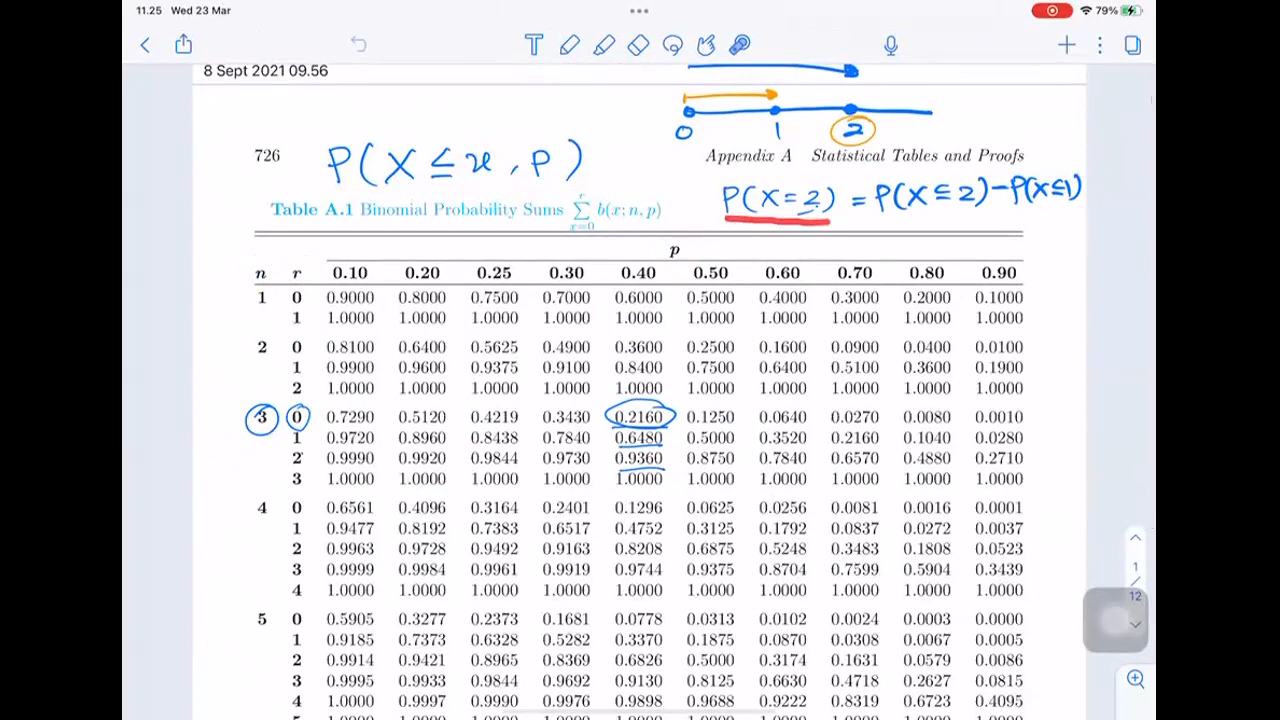 11.25 Wed 23 Mar
79%
8 Sept 2021 09.56
0 1 2
726 P(X ≤ x, p) Appendix A Statistical Tables and Proofs
P(X=2) = P(X≤2)-P(X≤1)
Table A.1 Binomial Probability Sums ∑ r x=0 b(x; n, p)
p
n r 0.10 0.20 0.25 0.30 0.40 0.50 0.60 0.70 0.80 0.90
1 0 0.9000 0.8000 0.7500 0.7000 0.6000 0.5000 0.4000 0.3000 0.2000 0.1000
1 1.0000 1.0000 1.0000 1.0000 1.0000 1.0000 1.0000 1.0000 1.0000 1.0000
2 0 0.8100 0.6400 0.5625 0.4900 0.3600 0.2500 0.1600 0.0900 0.0400 0.0100
1 0.9900 0.9600 0.9375 0.9100 0.8400 0.7500 0.6400 0.5100 0.3600 0.1900
2 1.0000 1.0000 1.0000 1.0000 1.0000 1.0000 1.0000 1.0000 1.0000 1.0000
3 0 0.7290 0.5120 0.4219 0.3430 0.2160 0.1250 0.0640 0.0270 0.0080 0.0010
1 0.9720 0.8960 0.8438 0.7840 0.6480 0.5000 0.3520 0.2160 0.1040 0.0280
2 0.9990 0.9920 0.9844 0.9730 0.9360 0.8750 0.7840 0.6570 0.4880 0.2710
3 1.0000 1.0000 1.0000 1.0000 1.0000 1.0000 1.0000 1.0000 1.0000 1.0000
4 0 0.6561 0.4096 0.3164 0.2401 0.1296 0.0625 0.0256 0.0081 0.0016 0.0001
1 0.9477 0.8192 0.7383 0.6517 0.4752 0.3125 0.1792 0.0837 0.0272 0.0037
2 0.9963 0.9728 0.9492 0.9163 0.8208 0.6875 0.5248 0.3483 0.1808 0.0523
3 0.9999 0.9984 0.9961 0.9919 0.9744 0.9375 0.8704 0.7599 0.5904 0.3439
4 1.0000 1.0000 1.0000 1.0000 1.0000 1.0000 1.0000 1.0000 1.0000 1.0000
5 0 0.5905 0.3277 0.2373 0.1681 0.0778 0.0313 0.0102 0.0024 0.0003 0.0000
1 0.9185 0.7373 0.6328 0.5282 0.3370 0.1875 0.0870 0.0308 0.0067 0.0005
2 0.9914 0.9421 0.8965 0.8369 0.6826 0.5000 0.3174 0.1631 0.0579 0.0086
3 0.9995 0.9933 0.9844 0.9692 0.9130 0.8125 0.6630 0.4718 0.2627 0.0815
4 1.0000 0.9997 0.9990 0.9976 0.9898 0.9688 0.9222 0.8319 0.6723 0.4095
1 / 12